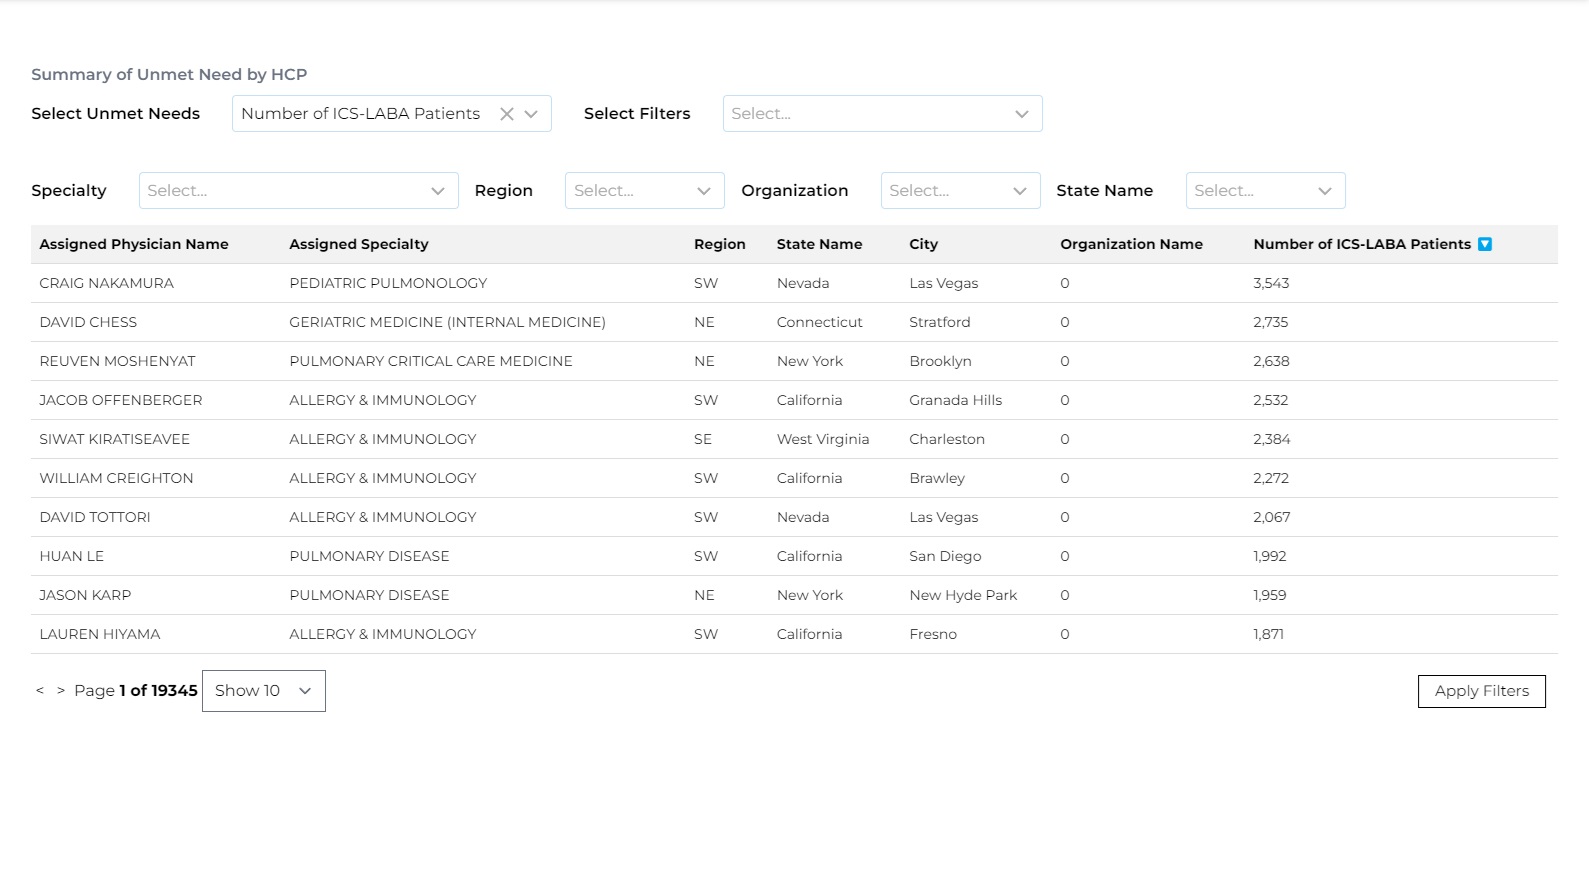 Summary of Unmet Need by HCP
Select Unmet Needs Number of ICS-LABA Patients Select Filters Select...
Specialty Select... Region Select... Organization Select... State Name Select...
Assigned Physician Name Assigned Specialty Region State Name City Organization Name Number of ICS-LABA Patients
CRAIG NAKAMURA PEDIATRIC PULMONOLOGY SW Nevada Las Vegas 0 3,543
DAVID CHESS GERIATRIC MEDICINE (INTERNAL MEDICINE) NE Connecticut Stratford 0 2,735
REUVEN MOSHENYAT PULMONARY CRITICAL CARE MEDICINE NE New York Brooklyn 0 2,638
JACOB OFFENBERGER ALLERGY & IMMUNOLOGY SW California Granada Hills 0 2,532
SIWAT KIRATISEAVEE ALLERGY & IMMUNOLOGY SE West Virginia Charleston 0 2,384
WILLIAM CREIGHTON ALLERGY & IMMUNOLOGY SW California Brawley 0 2,272
DAVID TOTTORI ALLERGY & IMMUNOLOGY SW Nevada Las Vegas 0 2,067
HUAN LE PULMONARY DISEASE SW California San Diego 0 1,992
JASON KARP PULMONARY DISEASE NE New York New Hyde Park 0 1,959
LAUREN HIYAMA ALLERGY & IMMUNOLOGY SW California Fresno 0 1,871
< > Page 1 of 19345 Show 10 Apply Filters